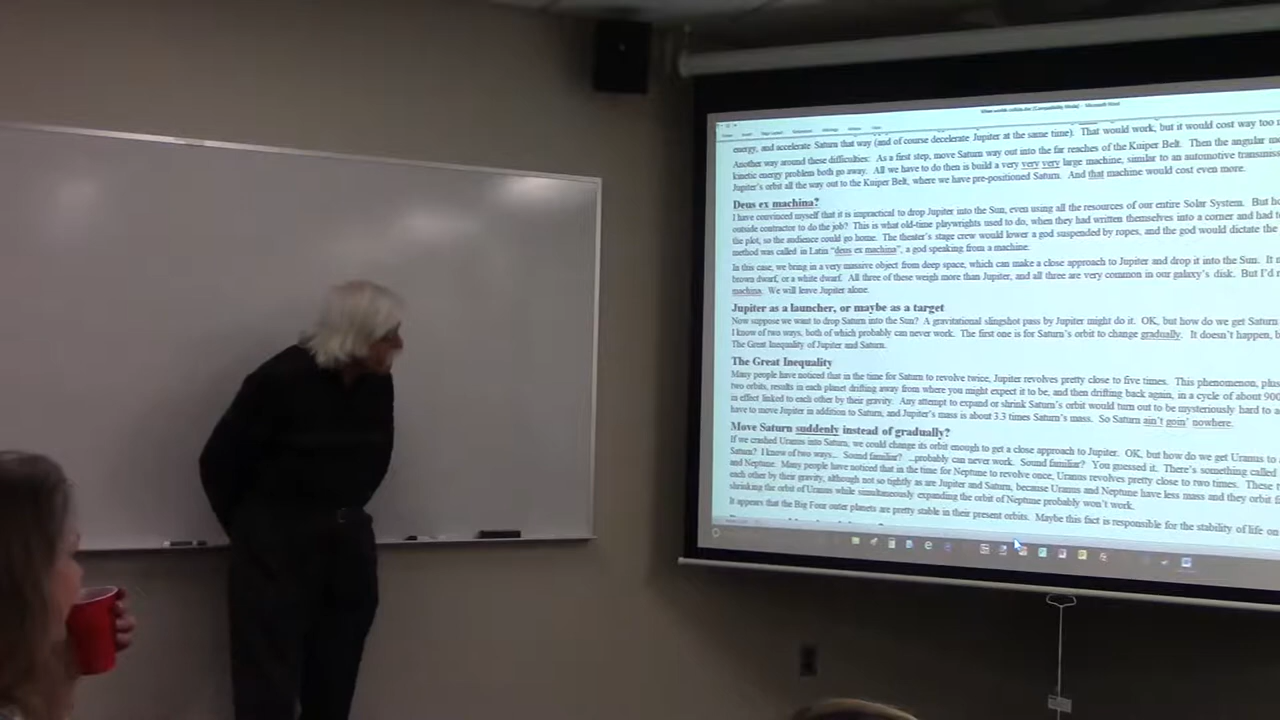 energy, and accelerate Saturn that way (and of course decelerate Jupiter at the same time). That would work, but it would cost way too
Another way around these difficulties: As a first step, move Saturn way out into the far reaches of the Kuiper Belt. Then the angular
kinetic energy problem both go away. All we have to do then is build a very very very large machine, similar to an automotive
Jupiter's orbit all the way out to the Kuiper Belt, where we have pre-positioned Saturn. And that machine would cost even more.
Deus ex machina?
I have convinced myself that it is impractical to drop Jupiter into the Sun, even using all the resources of our entire Solar System. But
outside contractor to do the job? This is what old-time playwrights used to do, when they had written themselves into a corner and had
the plot, so the audience could go home. The theater's stage crew would lower a god suspended by ropes, and the god would dictate the
method was called in Latin "deus ex machina", a god speaking from a machine.
In this case, we bring in a very massive object from deep space, which can make a close approach to Jupiter and drop it into the Sun. It
brown dwarf, or a white dwarf. All three of these weigh more than Jupiter, and all three are very common in our galaxy's disk. But I'd
machina. We will leave Jupiter alone.
Jupiter as a launcher, or maybe as a target
Now suppose we want to drop Saturn into the Sun? A gravitational slingshot pass by Jupiter might do it. OK, but how do we get Saturn
I know of two ways, both of which probably can never work. The first one is for Saturn's orbit to change gradually. It doesn't happen,
The Great Inequality of Jupiter and Saturn.
The Great Inequality
Many people have noticed that in the time for Saturn to revolve twice, Jupiter revolves pretty close to five times. This phenomenon,
two orbits, results in each planet drifting away from where you might expect it to be, and then drifting back again, in a cycle of about 900
in effect linked to each other by their gravity. Any attempt to expand or shrink Saturn's orbit would turn out to be mysteriously hard to
have to move Jupiter in addition to Saturn, and Jupiter's mass is about 3.3 times Saturn's mass. So Saturn ain't goin' nowhere.
Move Saturn suddenly instead of gradually?
If we crashed Uranus into Saturn, we could change its orbit enough to get a close approach to Jupiter. OK, but how do we get Uranus to
Saturn? I know of two ways... Sound familiar? ...probably can never work. Sound familiar? You guessed it. There's something called
and Neptune. Many people have noticed that in the time for Neptune to revolve once, Uranus revolves pretty close to two times. These
each other by their gravity, although not so tightly as are Jupiter and Saturn, because Uranus and Neptune have less mass and they orbit
shrinking the orbit of Uranus while simultaneously expanding the orbit of Neptune probably won't work.
It appears that the Big Four outer planets are pretty stable in their present orbits. Maybe this fact is responsible for the stability of life on